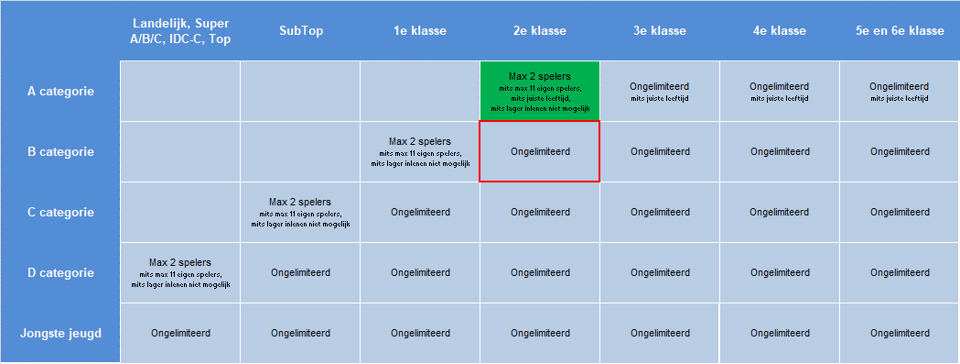 Landelijk, Super
A/B/C, IDC-C, Top
SubTop
1e klasse
2e klasse
3e klasse
4e klasse
5e en 6e klasse
A categorie
Max 2 spelers
mits max 11 eigen spelers,
mits juiste leeftijd,
mits lager inlenen niet mogelijk
Ongelimiteerd
mits juiste leeftijd
Ongelimiteerd
mits juiste leeftijd
Ongelimiteerd
mits juiste leeftijd
B categorie
Max 2 spelers
mits max 11 eigen spelers,
mits lager inlenen niet mogelijk
Ongelimiteerd
Ongelimiteerd
Ongelimiteerd
Ongelimiteerd
C categorie
Max 2 spelers
mits max 11 eigen spelers,
mits lager inlenen niet mogelijk
Ongelimiteerd
Ongelimiteerd
Ongelimiteerd
Ongelimiteerd
Ongelimiteerd
D categorie
Max 2 spelers
mits max 11 eigen spelers,
mits lager inlenen niet mogelijk
Ongelimiteerd
Ongelimiteerd
Ongelimiteerd
Ongelimiteerd
Ongelimiteerd
Ongelimiteerd
Jongste jeugd
Ongelimiteerd
Ongelimiteerd
Ongelimiteerd
Ongelimiteerd
Ongelimiteerd
Ongelimiteerd
Ongelimiteerd